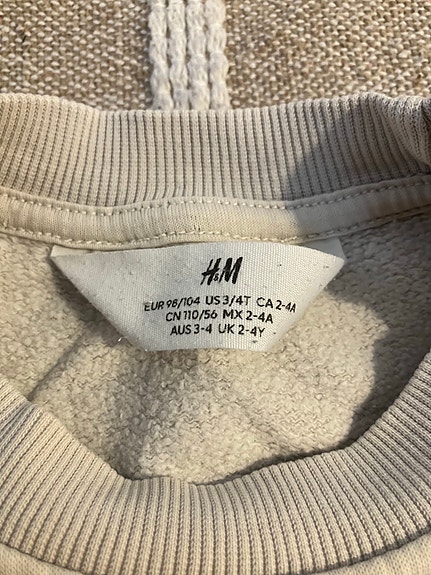 H&M
EUR 98/104 US 3/4T CA 2-4A
CN 110/56 MX 2-4A
AUS 3-4 UK 2-4Y